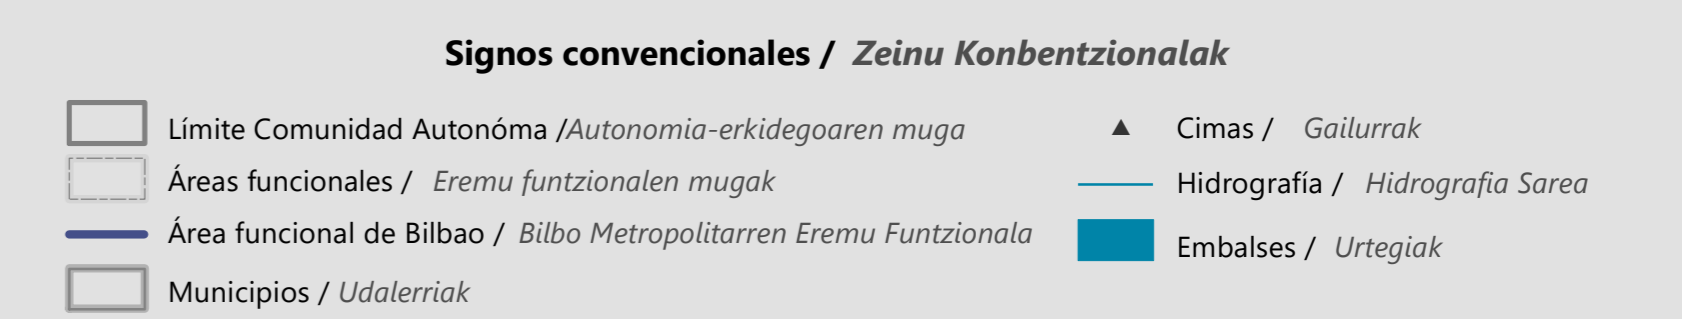 Signos convencionales / Zeinu Konbentzionalak
Límite Comunidad Autonóma /Autonomia-erkidegoaren muga
Áreas funcionales / Eremu funtzionalen mugak
Área funcional de Bilbao / Bilbo Metropolitarren Eremu Funtzionala
Municipios / Udalerriak
Cimas / Gailurrak
Hidrografía / Hidrografia Sarea
Embalses / Urtegiak